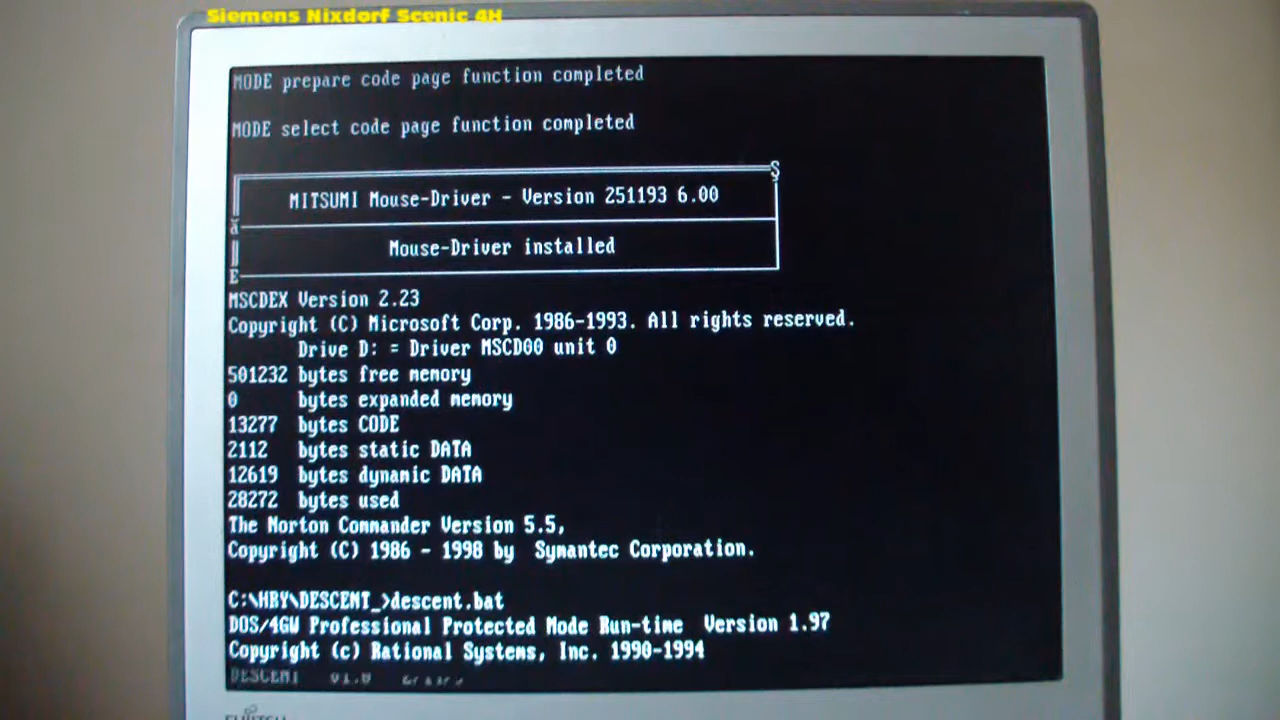 Siemens Nixdorf Scenic 4H
MODE prepare code page function completed
MODE select code page function completed
MITSUMI Mouse-Driver - Version 251193 6.00
Mouse-Driver installed
MSCDEX Version 2.23
Copyright (C) Microsoft Corp. 1986-1993. All rights reserved.
Drive D: = Driver MSCD00 unit 0
501232 bytes free memory
0 bytes expanded memory
13277 bytes CODE
2112 bytes static DATA
12619 bytes dynamic DATA
28272 bytes used
The Norton Commander Version 5.5,
Copyright (C) 1986 - 1998 by Symantec Corporation.
C:\HRY\DESCENT_>descent.bat
DOS/4GW Professional Protected Mode Run-time Version 1.97
Copyright (c) Rational Systems, Inc. 1990-1994
DESCENT
FUJITSU